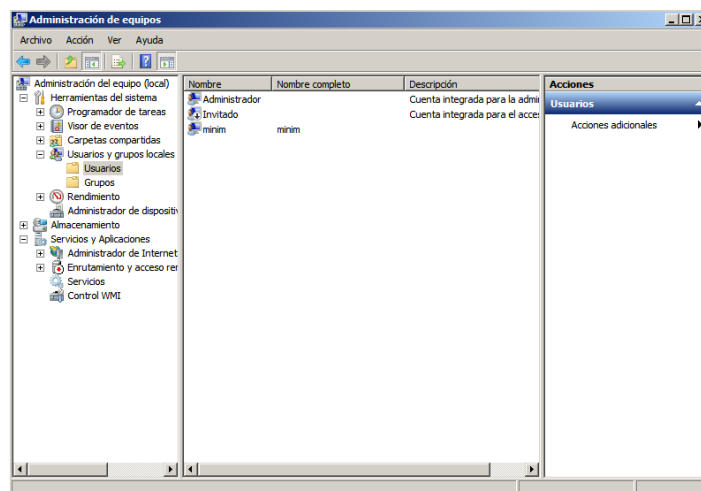 Administración de equipos
Archivo Acción Ver Ayuda
Administración del equipo (local)
Herramientas del sistema
Programador de tareas
Visor de eventos
Carpetas compartidas
Usuarios y grupos locales
Usuarios
Grupos
Rendimiento
Administrador de dispositiv
Almacenamiento
Servicios y Aplicaciones
Administrador de Internet
Enrutamiento y acceso rer
Servicios
Control WMI
Nombre Nombre completo Descripción
Administrador Cuenta integrada para la admi
Invitado Cuenta integrada para el acce
minim minim
Acciones
Usuarios
Acciones adicionales